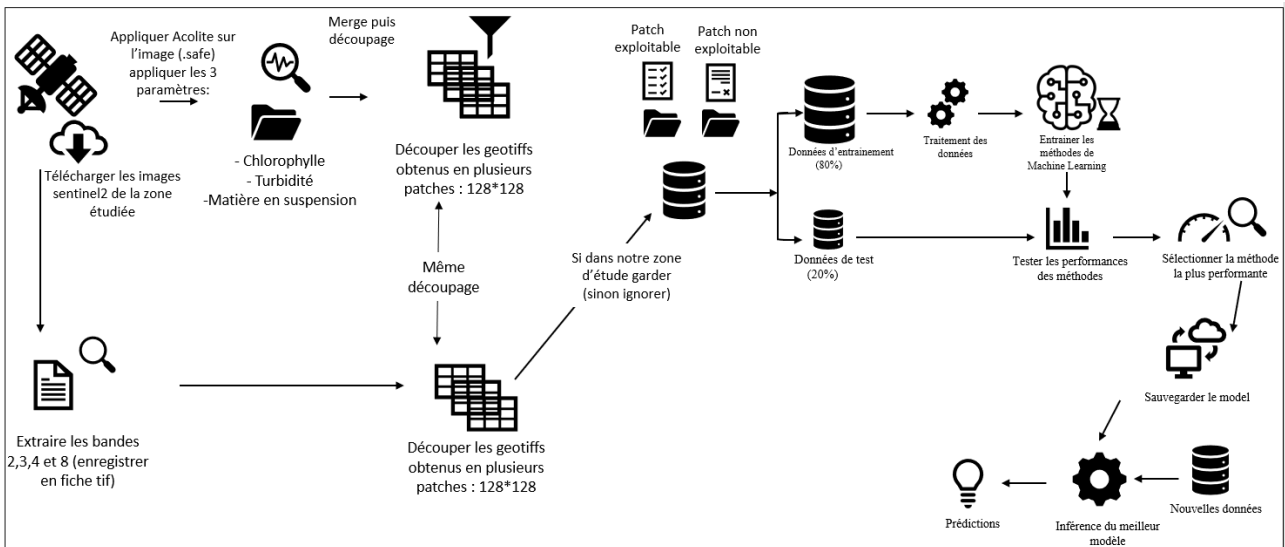 Appliquer Acolite sur
l'image (.safe)
appliquer les 3
paramètres:
Merge puis
découpage
Télécharger les images
sentinel2 de la zone
étudiée
- Chlorophylle
- Turbidité
-Matière en suspension
Découper les geotiffs
obtenus en plusieurs
patches : 128*128
Même
découpage
Extraire les bandes
2,3,4 et 8 (enregistrer
en fiche tif)
Découper les geotiffs
obtenus en plusieurs
patches : 128*128
Si dans notre zone
d'étude garder
(sinon ignorer)
Patch
exploitable
Patch non
exploitable
Données d'entrainement
(80%)
Traitement des
données
Entrainer les
méthodes de
Machine Learning
Données de test
(20%)
Tester les performances
des méthodes
Sélectionner la méthode
la plus performante
Sauvegarder le model
Nouvelles données
Inférence du meilleur
modèle
Prédictions